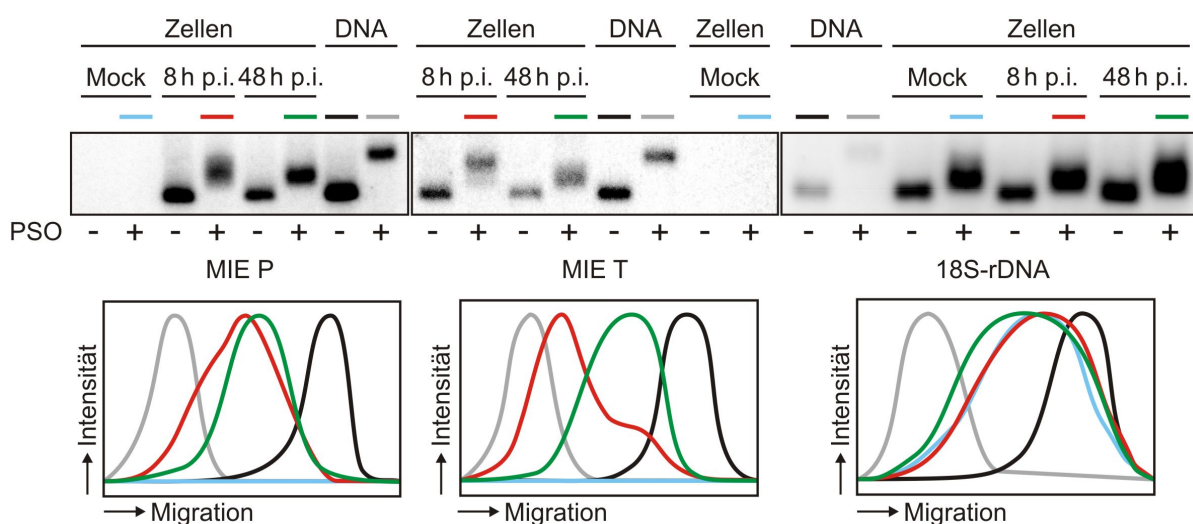 Zellen DNA Zellen DNA Zellen DNA Zellen
Mock 8 h p.i. 48 h p.i. 8 h p.i. 48 h p.i. Mock Mock 8 h p.i. 48 h p.i.
PSO - + - + - + - + - + - + - + - + - + - + - + - +
MIE P MIE T 18S-rDNA
Intensität Intensität Intensität
Migration Migration Migration